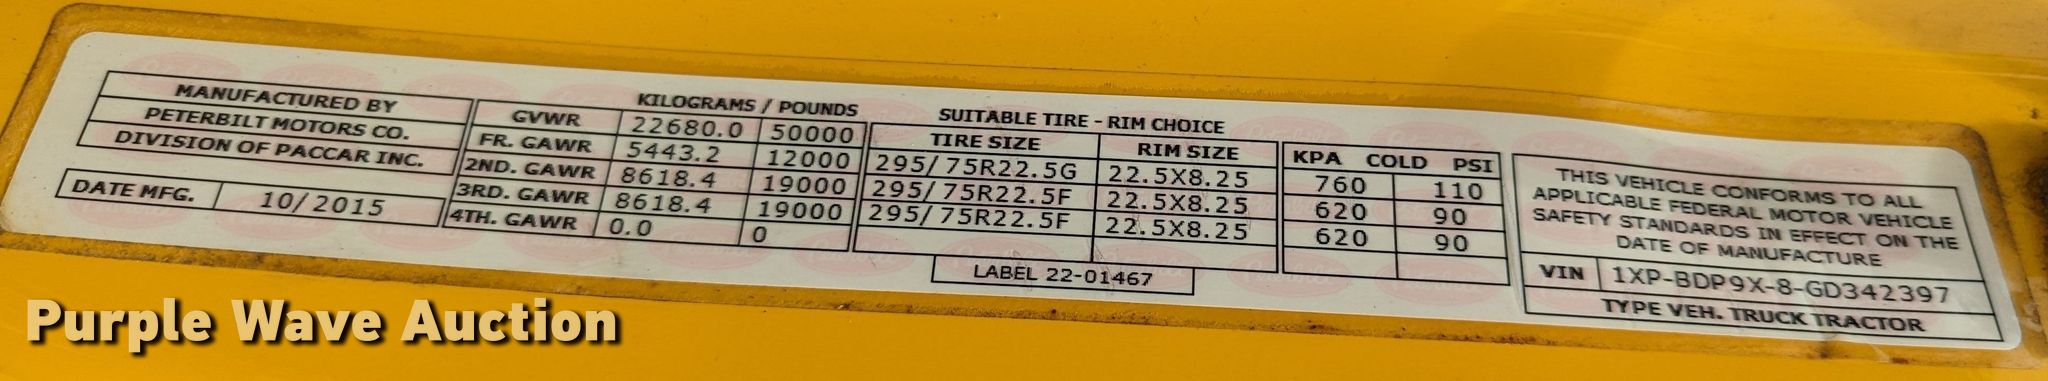 MANUFACTURED BY
PETERBILT MOTORS CO.
DIVISION OF PACCAR INC.
DATE MFG. 10/2015
KILOGRAMS / POUNDS
GVWR 22680.0 50000
FR. GAWR 5443.2 12000
2ND. GAWR 8618.4 19000
3RD. GAWR 8618.4 19000
4TH. GAWR 0.0 0
SUITABLE TIRE - RIM CHOICE
TIRE SIZE RIM SIZE
295/75R22.5G 22.5X8.25
295/75R22.5F 22.5X8.25
295/75R22.5F 22.5X8.25
KPA COLD PSI
760 110
620 90
620 90
LABEL 22-01467
THIS VEHICLE CONFORMS TO ALL
APPLICABLE FEDERAL MOTOR VEHICLE
SAFETY STANDARDS IN EFFECT ON THE
DATE OF MANUFACTURE
VIN 1XP-BDP9X-8-GD342397
TYPE VEH. TRUCK TRACTOR
Purple Wave Auction